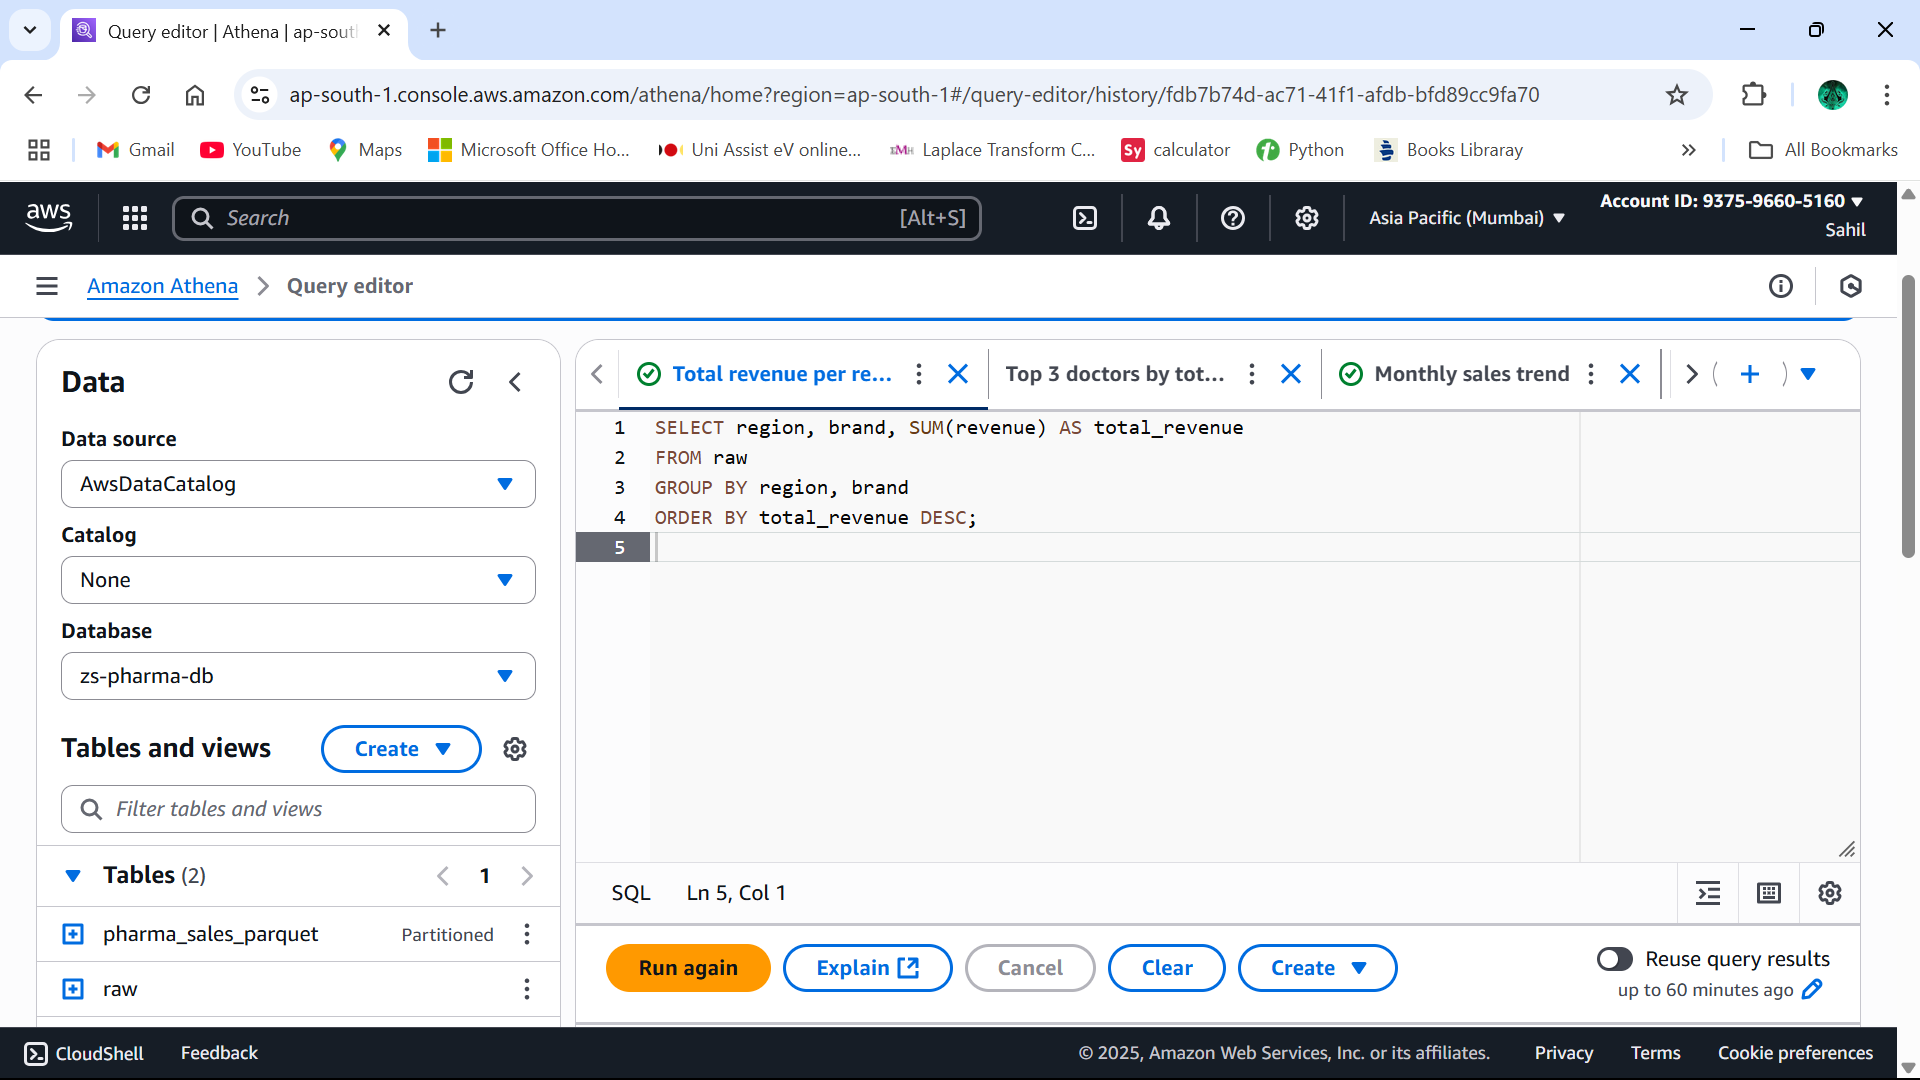 Query editor | Athena | ap-sout
ap-south-1.console.aws.amazon.com/athena/home?region=ap-south-1#/query-editor/history/fdb7b74d-ac71-41f1-afdb-bfd89cc9fa70
Gmail YouTube Maps Microsoft Office Ho... Uni Assist eV online... Laplace Transform C... Sy calculator Python Books Libraray » All Bookmarks
aws Search [Alt+S] Asia Pacific (Mumbai) Account ID: 9375-9660-5160
Sahil
Amazon Athena Query editor
Data
Data source
AwsDataCatalog
Catalog
None
Database
zs-pharma-db
Tables and views Create
Filter tables and views
Tables (2) 1
pharma_sales_parquet Partitioned
raw
Total revenue per re... Top 3 doctors by tot... Monthly sales trend
1 SELECT region, brand, SUM(revenue) AS total_revenue
2 FROM raw
3 GROUP BY region, brand
4 ORDER BY total_revenue DESC;
5
SQL Ln 5, Col 1
Run again Explain Cancel Clear Create Reuse query results
up to 60 minutes ago
CloudShell Feedback © 2025, Amazon Web Services, Inc. or its affiliates. Privacy Terms Cookie preferences